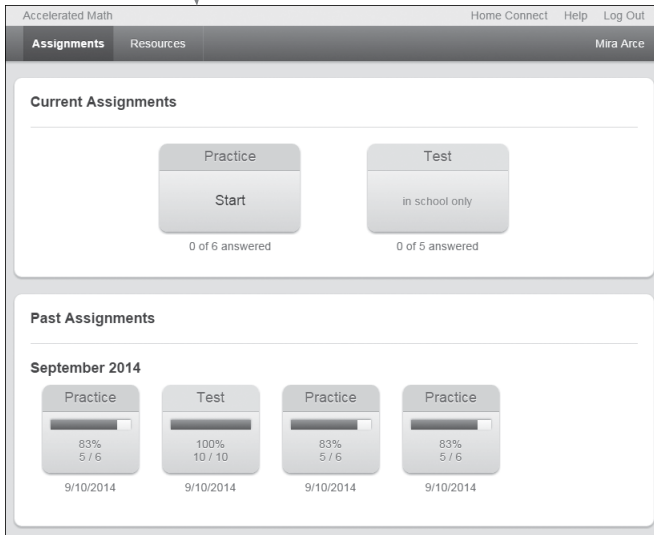 Accelerated Math Home Connect Help Log Out
Assignments Resources Mira Arce
Current Assignments
Practice Test
Start in school only
0 of 6 answered 0 of 5 answered
Past Assignments
September 2014
Practice Test Practice Practice
83% 100% 83% 83%
5 / 6 10 / 10 5 / 6 5 / 6
9/10/2014 9/10/2014 9/10/2014 9/10/2014